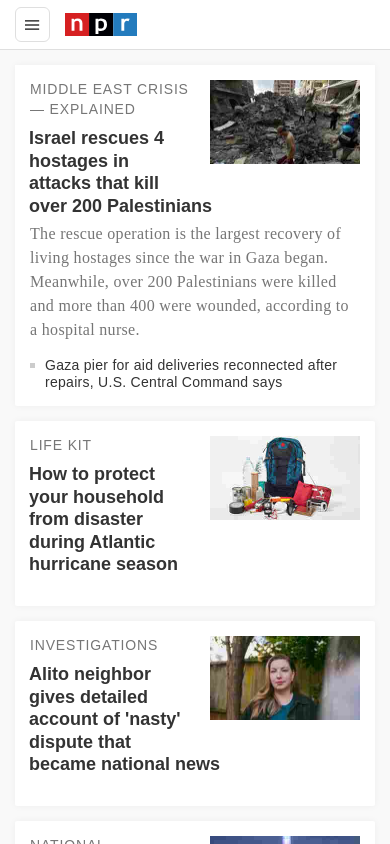 npr
MIDDLE EAST CRISIS
— EXPLAINED
Israel rescues 4
hostages in
attacks that kill
over 200 Palestinians
The rescue operation is the largest recovery of
living hostages since the war in Gaza began.
Meanwhile, over 200 Palestinians were killed
and more than 400 were wounded, according to
a hospital nurse.
Gaza pier for aid deliveries reconnected after
repairs, U.S. Central Command says
LIFE KIT
How to protect
your household
from disaster
during Atlantic
hurricane season
INVESTIGATIONS
Alito neighbor
gives detailed
account of 'nasty'
dispute that
became national news
NATIONAL